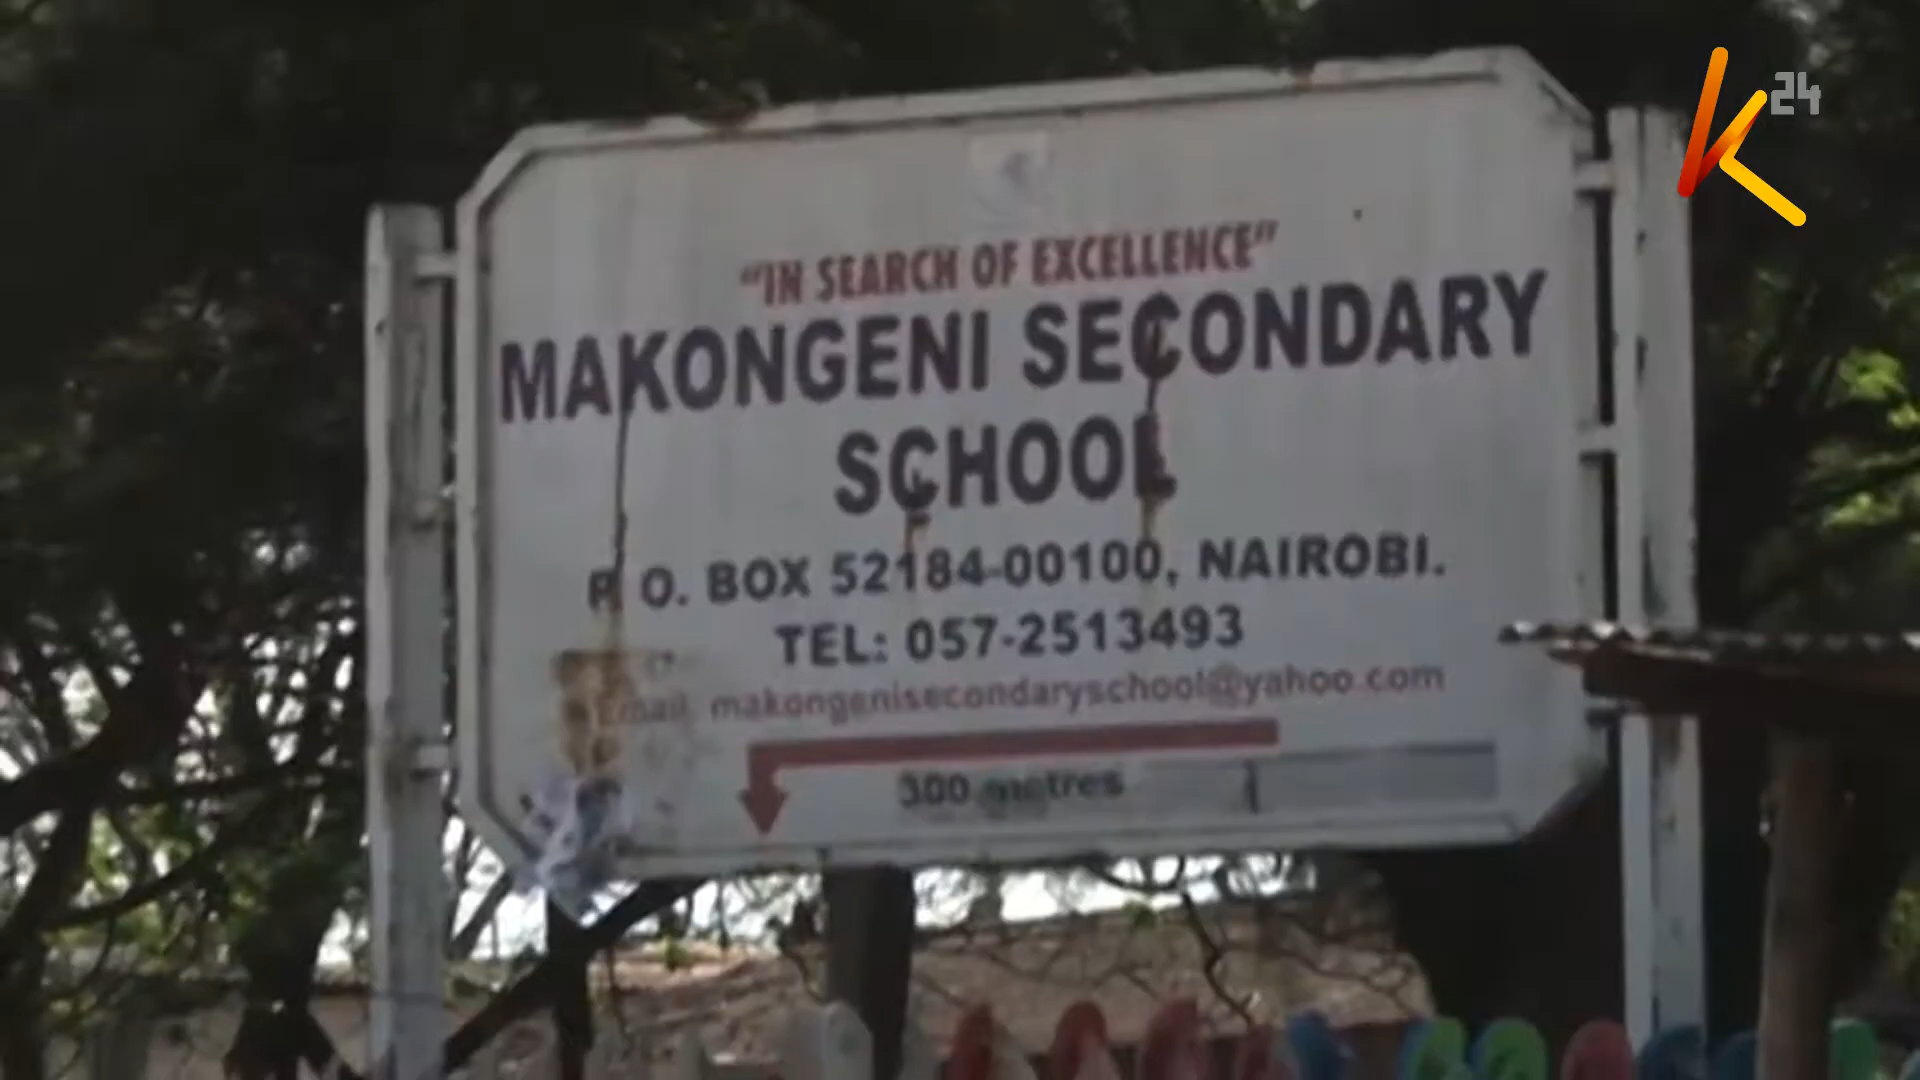 K24
"IN SEARCH OF EXCELLENCE"
MAKONGENI SECONDARY
SCHOOL
P. O. BOX 52184-00100, NAIROBI.
TEL: 057-2513493
Email: makongenisecondaryschool@yahoo.com
300 metres